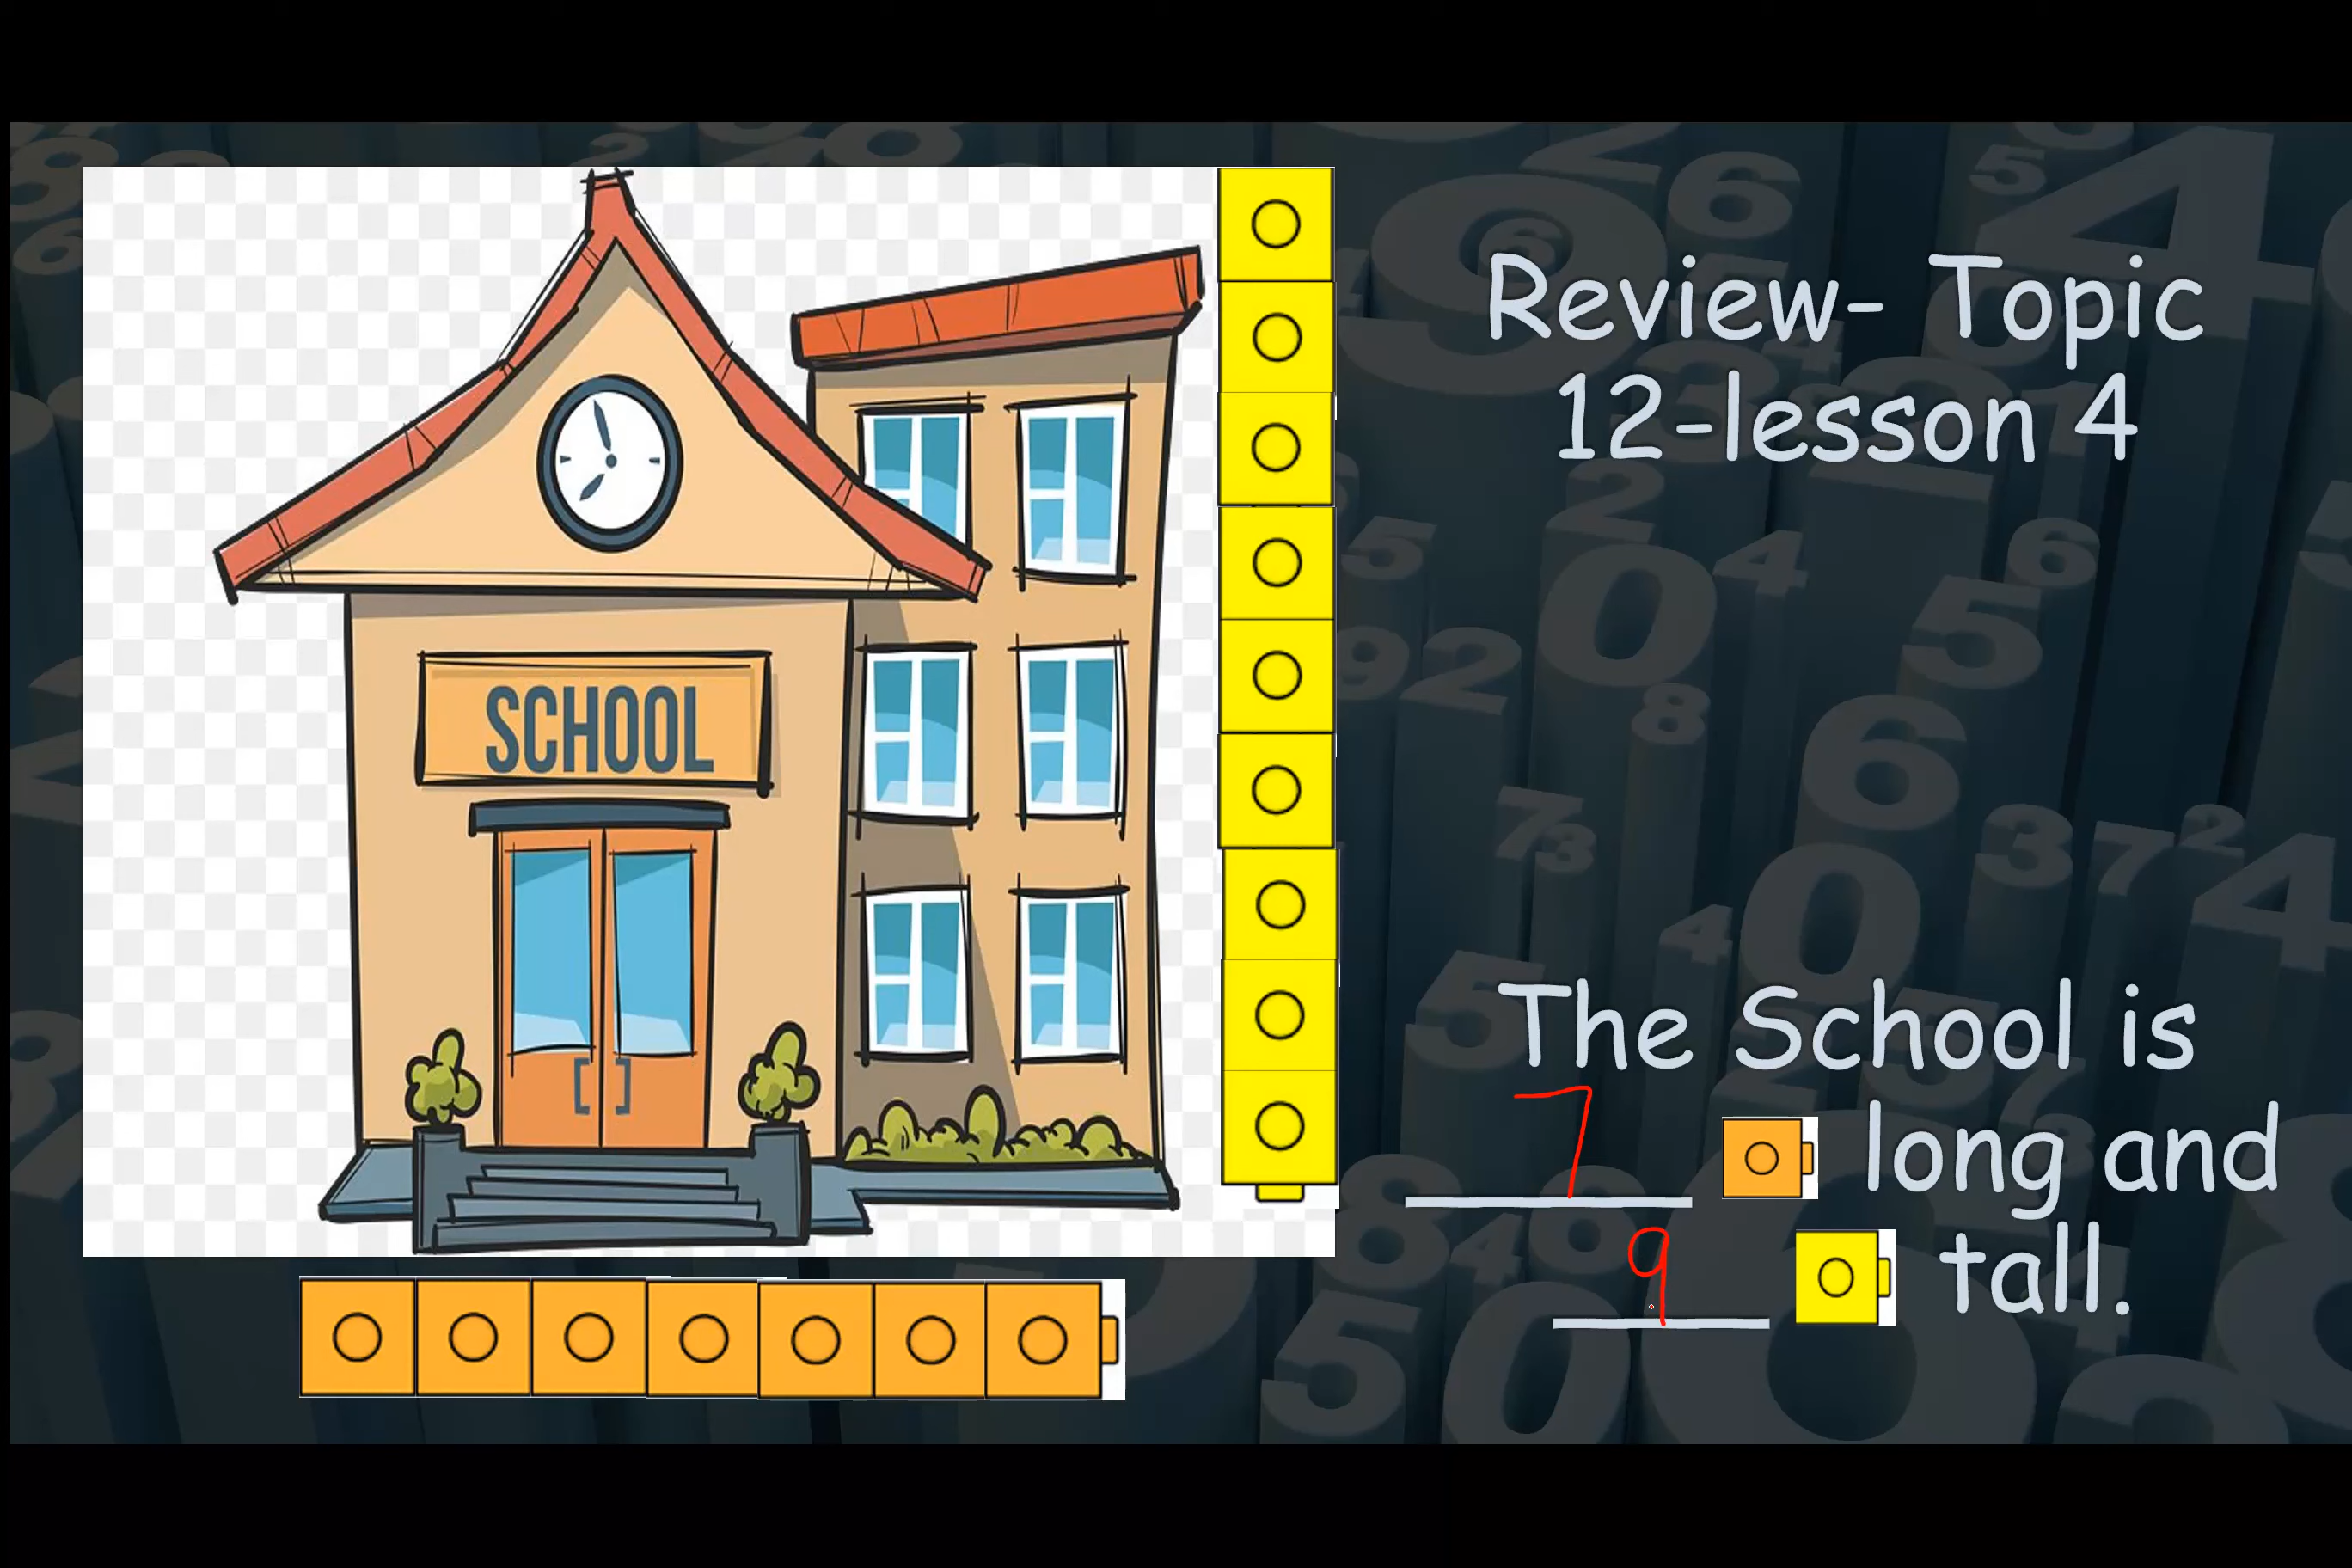 Review- Topic
12-lesson 4
SCHOOL
The School is
7 long and
9 tall.